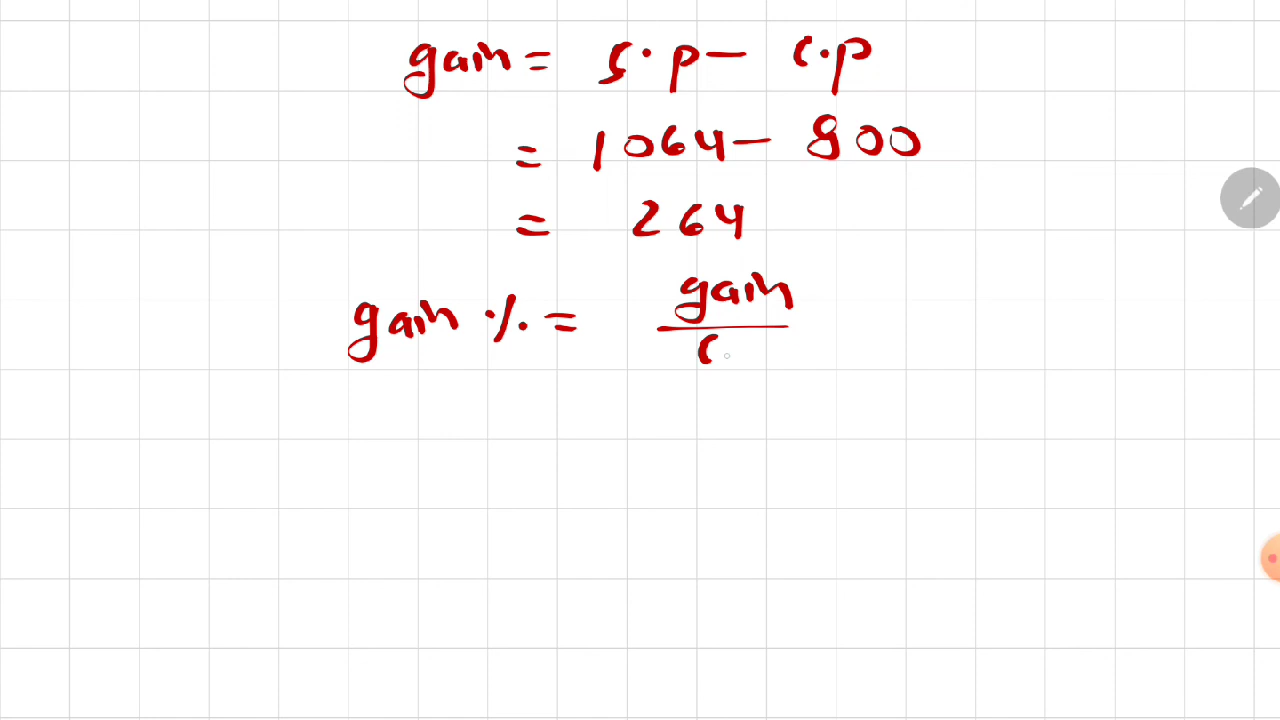 gain = S.P - C.P
= 1064 - 800
= 264
gain % = gain
C